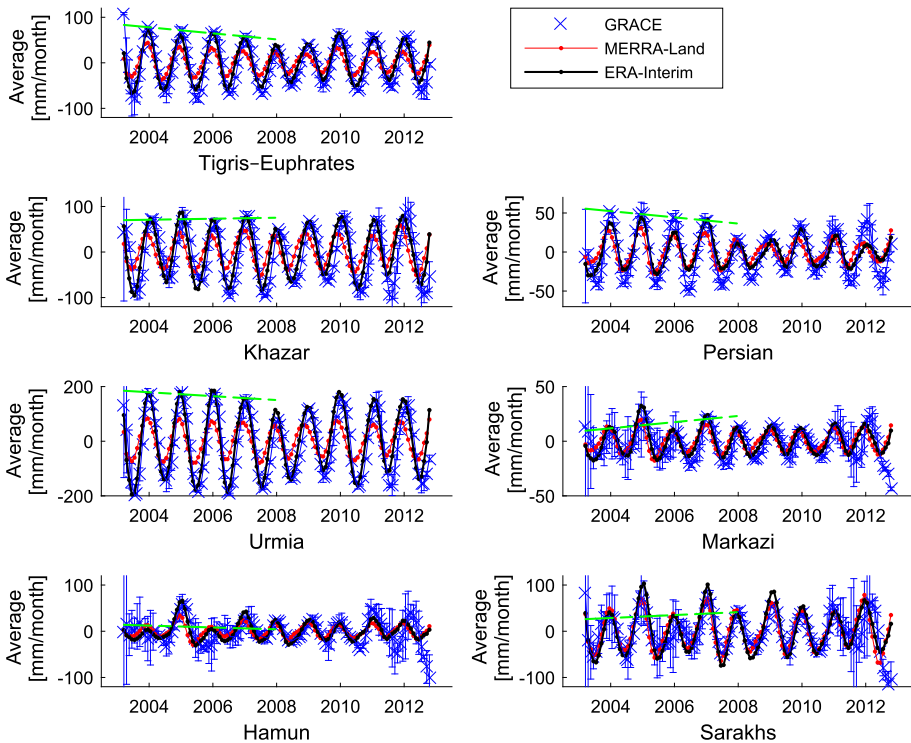 GRACE
MERRA-Land
ERA-Interim
Average
[mm/month]
100
0
-100
2004 2006 2008 2010 2012
Tigris−Euphrates
Average
[mm/month]
100
0
-100
2004 2006 2008 2010 2012
Khazar
Average
[mm/month]
50
0
-50
2004 2006 2008 2010 2012
Persian
Average
[mm/month]
200
0
-200
2004 2006 2008 2010 2012
Urmia
Average
[mm/month]
50
0
-50
2004 2006 2008 2010 2012
Markazi
Average
[mm/month]
100
0
-100
2004 2006 2008 2010 2012
Hamun
Average
[mm/month]
100
0
-100
2004 2006 2008 2010 2012
Sarakhs